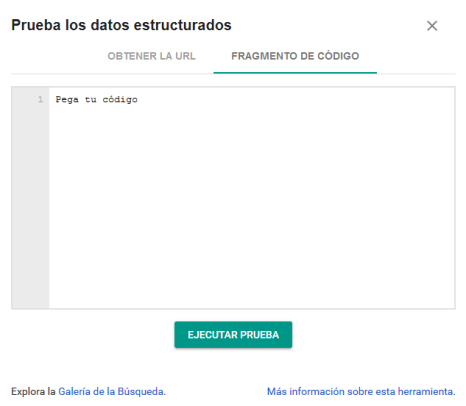 Prueba los datos estructurados
OBTENER LA URL FRAGMENTO DE CÓDIGO
1 Pega tu código
EJECUTAR PRUEBA
Explora la Galería de la Búsqueda. Más información sobre esta herramienta.